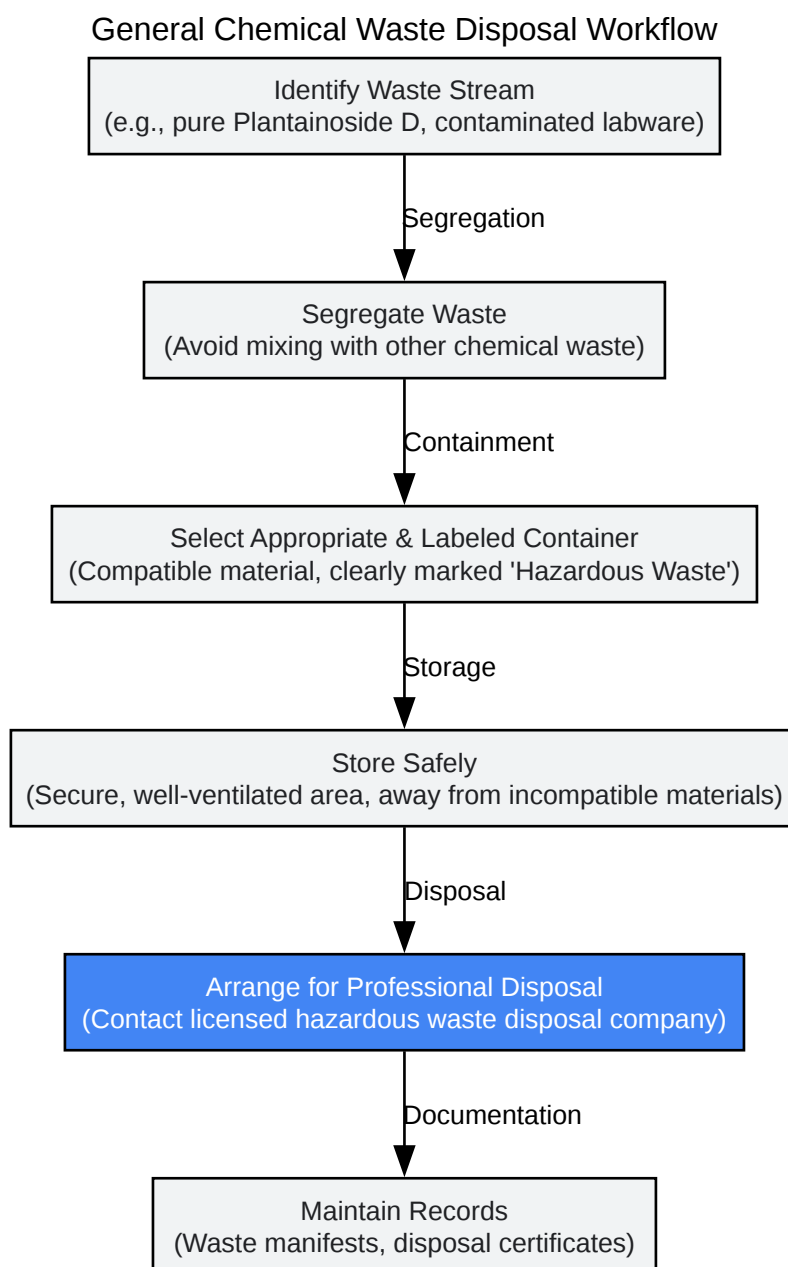 General Chemical Waste Disposal Workflow
Identify Waste Stream
(e.g., pure Plantainoside D, contaminated labware)
Segregation
Segregate Waste
(Avoid mixing with other chemical waste)
Containment
Select Appropriate & Labeled Container
(Compatible material, clearly marked 'Hazardous Waste')
Storage
Store Safely
(Secure, well-ventilated area, away from incompatible materials)
Disposal
Arrange for Professional Disposal
(Contact licensed hazardous waste disposal company)
Documentation
Maintain Records
(Waste manifests, disposal certificates)